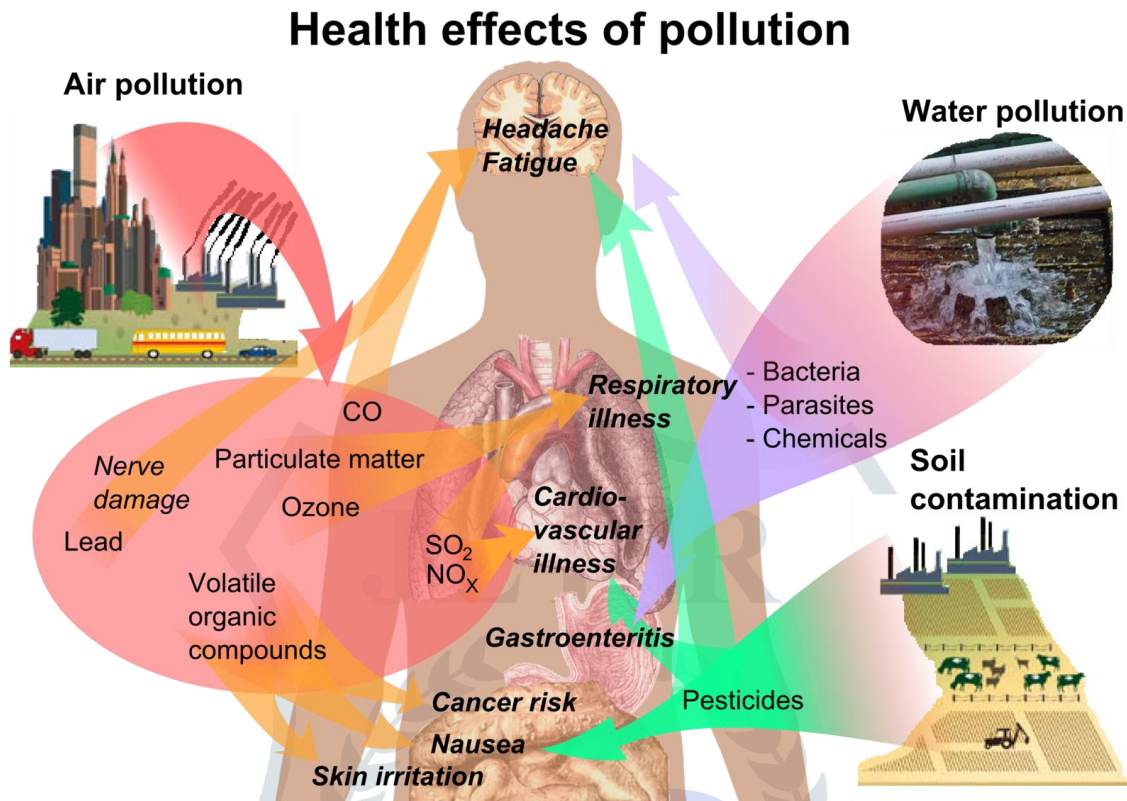 Health effects of pollution
Air pollution
Water pollution
Headache
Fatigue
CO
Particulate matter
Ozone
Nerve
damage
Lead
SO₂
NOₓ
Volatile
organic
compounds
Respiratory
illness
Cardio-
vascular
illness
Gastroenteritis
Cancer risk
Nausea
Skin irritation
- Bacteria
- Parasites
- Chemicals
Soil
contamination
Pesticides